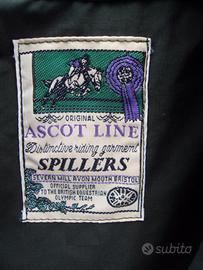 ORIGINAL
ASCOT LINE
Distinctive riding garment
SPILLERS
SEVERN MILL AVON MOUTH BRISTOL
OFFICIAL SUPPLIER
TO THE BRITISH EQUESTRIAN
OLYMPIC TEAM
subito